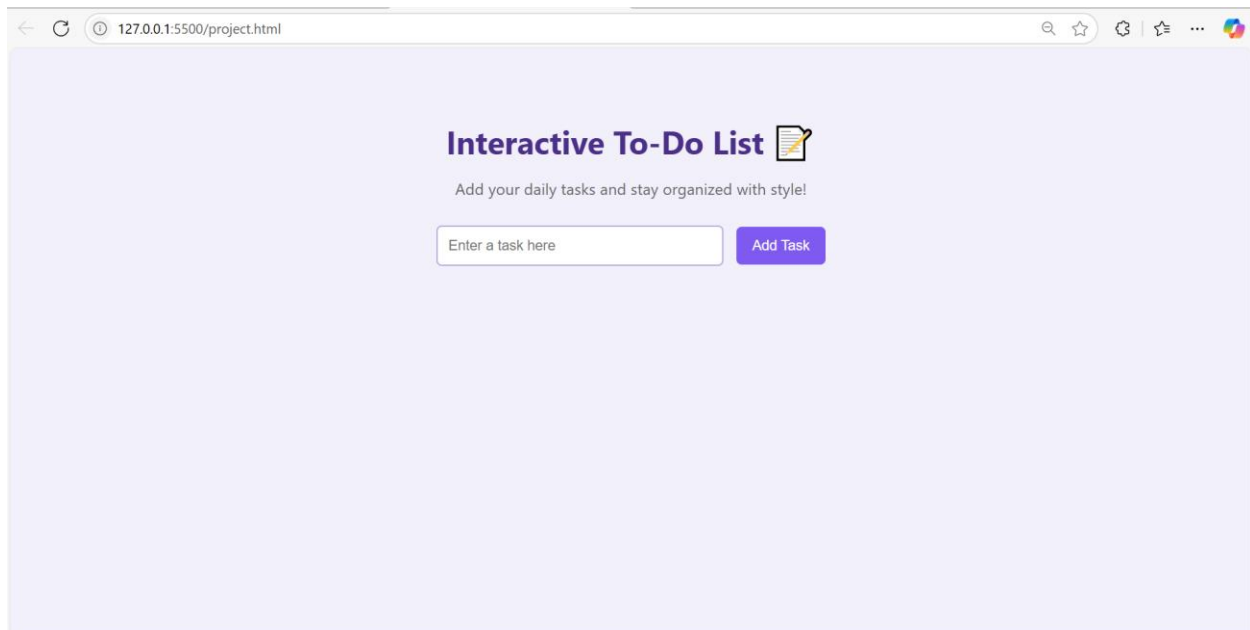 127.0.0.1:5500/project.html
Interactive To-Do List 📝
Add your daily tasks and stay organized with style!
Enter a task here
Add Task